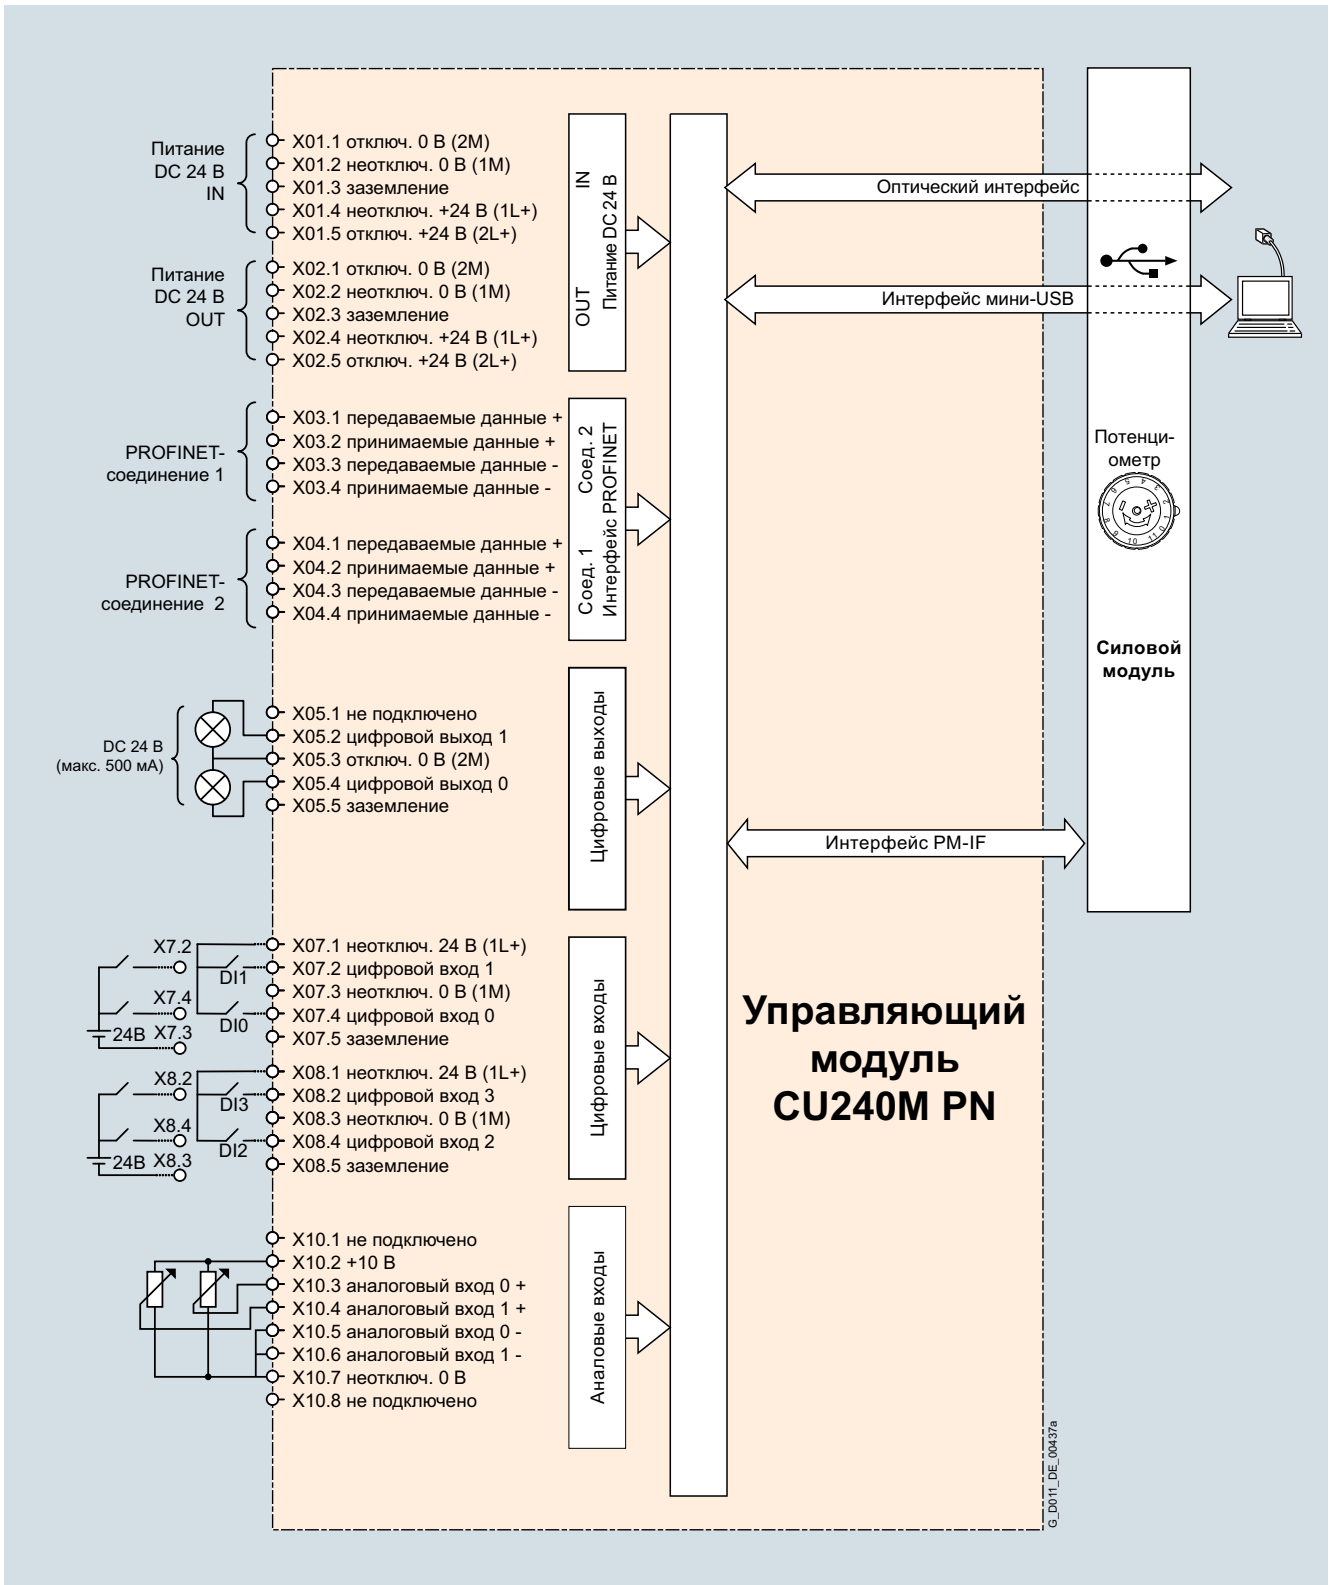 Питание
DC 24 В
IN
X01.1 отключ. 0 В (2M)
X01.2 неотключ. 0 В (1M)
X01.3 заземление
X01.4 неотключ. +24 В (1L+)
X01.5 отключ. +24 В (2L+)
Питание
DC 24 В
OUT
X02.1 отключ. 0 В (2M)
X02.2 неотключ. 0 В (1M)
X02.3 заземление
X02.4 неотключ. +24 В (1L+)
X02.5 отключ. +24 В (2L+)
OUT IN
Питание DC 24 В
PROFINET-
соединение 1
X03.1 передаваемые данные +
X03.2 принимаемые данные +
X03.3 передаваемые данные -
X03.4 принимаемые данные -
PROFINET-
соединение 2
X04.1 передаваемые данные +
X04.2 принимаемые данные +
X04.3 передаваемые данные -
X04.4 принимаемые данные -
Соед. 1 Соед. 2
Интерфейс PROFINET
DC 24 В
(макс. 500 мА)
X05.1 не подключено
X05.2 цифровой выход 1
X05.3 отключ. 0 В (2M)
X05.4 цифровой выход 0
X05.5 заземление
Цифровые выходы
X7.2
X7.4
24В X7.3
DI1
DI0
X07.1 неотключ. 24 В (1L+)
X07.2 цифровой вход 1
X07.3 неотключ. 0 В (1M)
X07.4 цифровой вход 0
X07.5 заземление
X8.2
X8.4
24В X8.3
DI3
DI2
X08.1 неотключ. 24 В (1L+)
X08.2 цифровой вход 3
X08.3 неотключ. 0 В (1M)
X08.4 цифровой вход 2
X08.5 заземление
Цифровые входы
X10.1 не подключено
X10.2 +10 В
X10.3 аналоговый вход 0 +
X10.4 аналоговый вход 1 +
X10.5 аналоговый вход 0 -
X10.6 аналоговый вход 1 -
X10.7 неотключ. 0 В
X10.8 не подключено
Аналовые входы
Оптический интерфейс
Интерфейс мини-USB
Интерфейс PM-IF
Управляющий
модуль
CU240M PN
Потенци-
ометр
0 1 2 3 4 5 6 7 8 9 10 11
Силовой
модуль
G_D011_DE_00437a